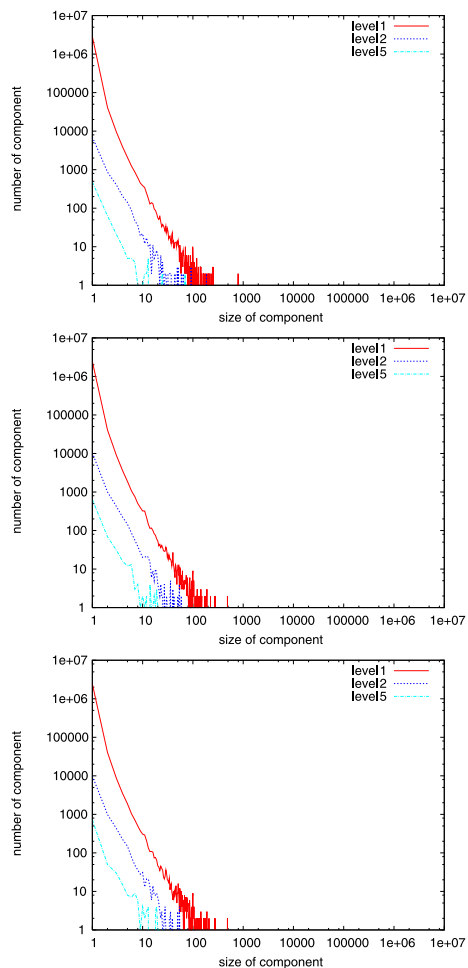 1e+07
level1
level2
level5
1e+06
100000
number of component
10000
1000
100
10
1
1 10 100 1000 10000 100000 1e+06 1e+07
size of component
1e+07
level1
level2
level5
1e+06
100000
number of component
10000
1000
100
10
1
1 10 100 1000 10000 100000 1e+06 1e+07
size of component
1e+07
level1
level2
level5
1e+06
100000
number of component
10000
1000
100
10
1
1 10 100 1000 10000 100000 1e+06 1e+07
size of component